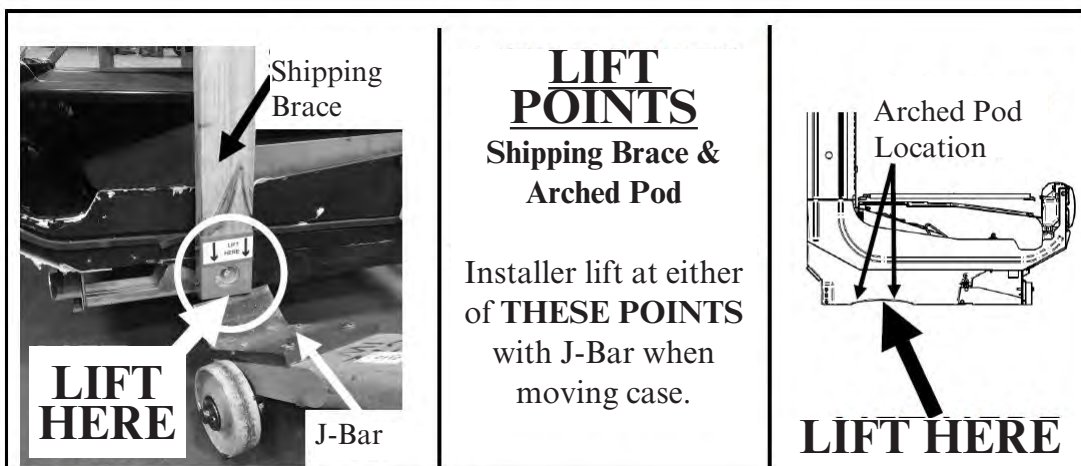 Shipping
Brace
LIFT
HERE
LIFT
HERE
J-Bar
LIFT
POINTS
Shipping Brace &
Arched Pod
Installer lift at either
of THESE POINTS
with J-Bar when
moving case.
Arched Pod
Location
LIFT HERE